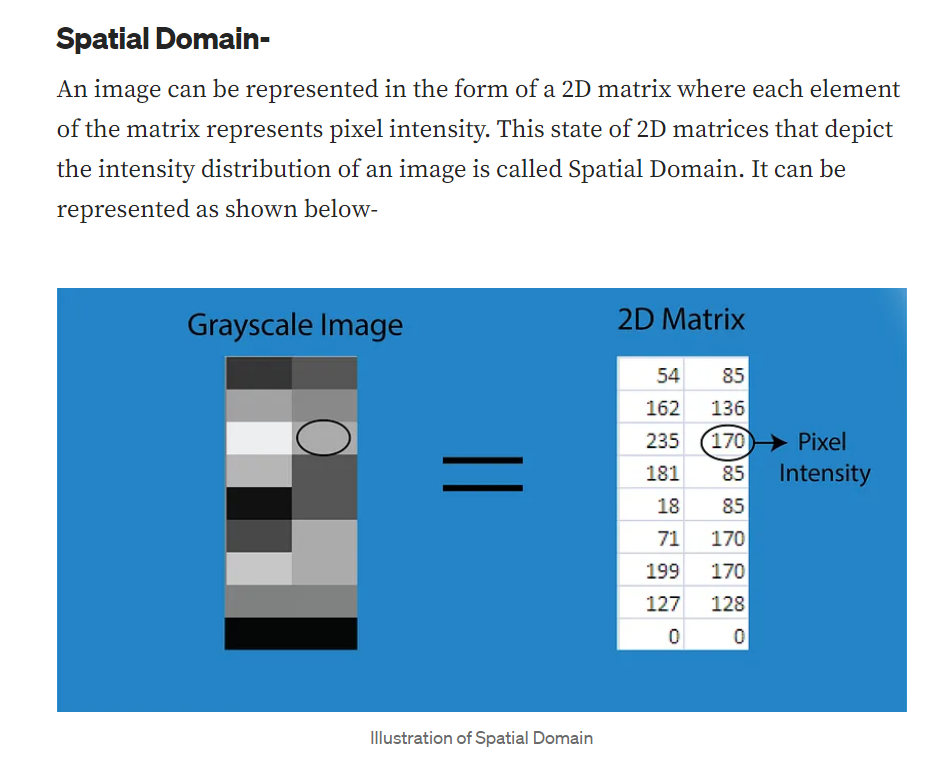 Spatial Domain-
An image can be represented in the form of a 2D matrix where each element
of the matrix represents pixel intensity. This state of 2D matrices that depict
the intensity distribution of an image is called Spatial Domain. It can be
represented as shown below-
Grayscale Image
2D Matrix
54 85
162 136
235 170
181 85
18 85
71 170
199 170
127 128
0 0
Pixel
Intensity
Illustration of Spatial Domain